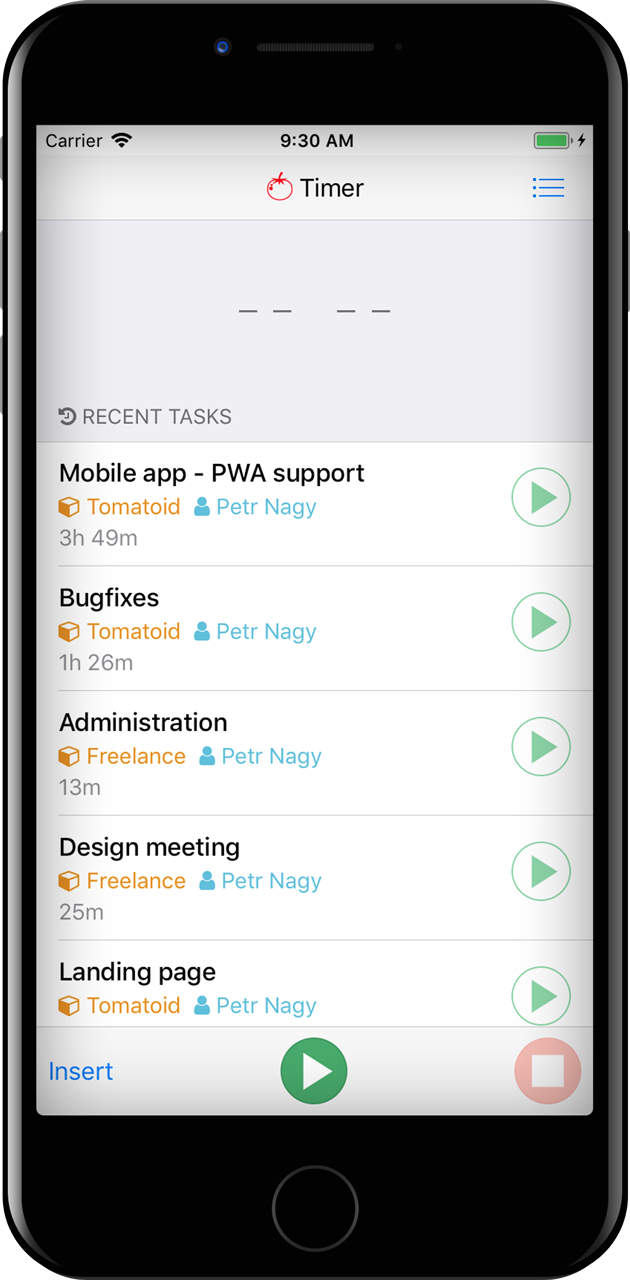 Carrier 9:30 AM
Timer
-- --
RECENT TASKS
Mobile app - PWA support
Tomatoid Petr Nagy
3h 49m
Bugfixes
Tomatoid Petr Nagy
1h 26m
Administration
Freelance Petr Nagy
13m
Design meeting
Freelance Petr Nagy
25m
Landing page
Tomatoid Petr Nagy
Insert